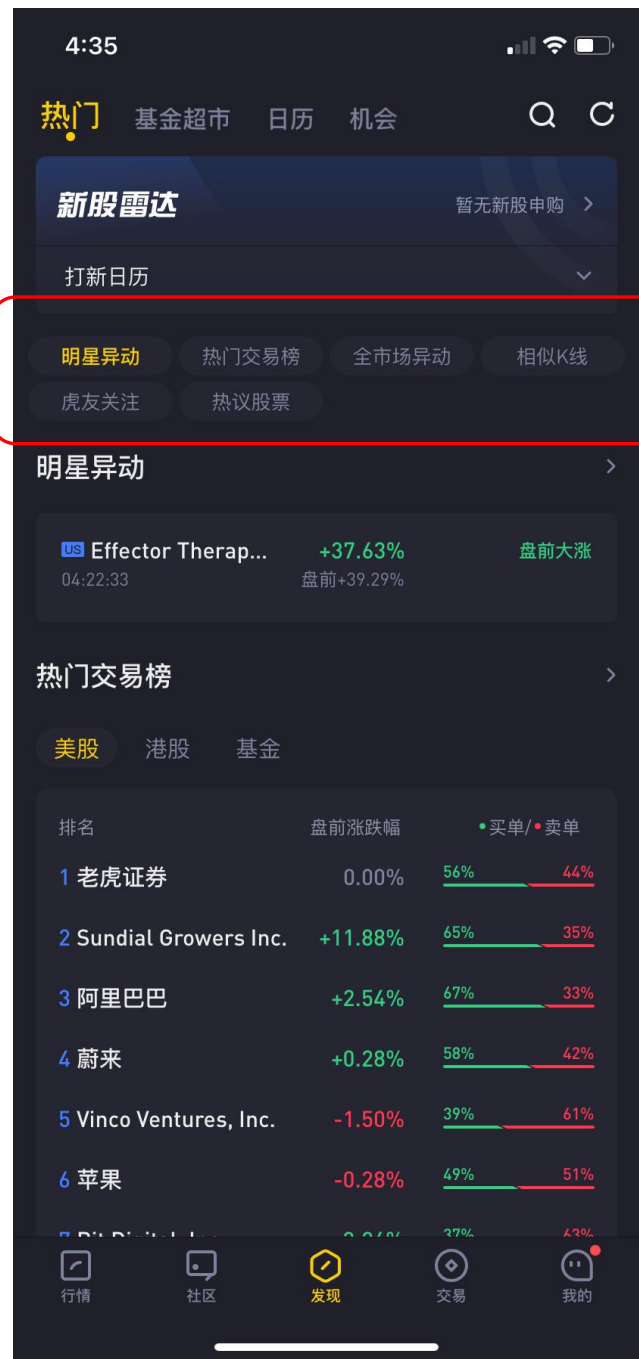 4:35
热门 基金超市 日历 机会
新股雷达 暂无新股申购
打新日历
明星异动 热门交易榜 全市场异动 相似K线
虎友关注 热议股票
明星异动
US Effector Therap... +37.63% 盘前大涨
04:22:33 盘前+39.29%
热门交易榜
美股 港股 基金
排名 盘前涨跌幅 •买单/•卖单
1 老虎证券 0.00% 56% 44%
2 Sundial Growers Inc. +11.88% 65% 35%
3 阿里巴巴 +2.54% 67% 33%
4 蔚来 +0.28% 58% 42%
5 Vinco Ventures, Inc. -1.50% 39% 61%
6 苹果 -0.28% 49% 51%
37% 63%
行情 社区 发现 交易 我的